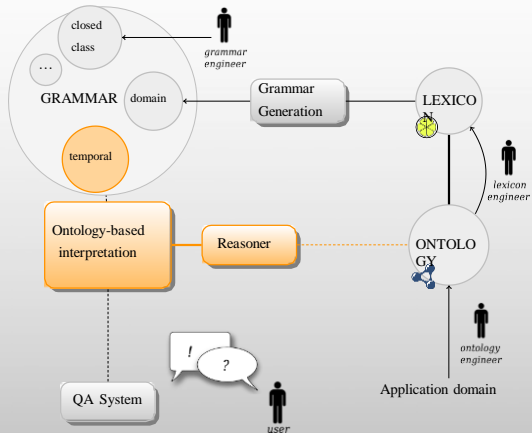 closed
class
grammar
engineer
...
GRAMMAR
domain
Grammar
Generation
LEXICO
N
temporal
lexicon
engineer
Ontology-based
interpretation
Reasoner
ONTOLO
GY
!
?
ontology
engineer
QA System
Application domain
user